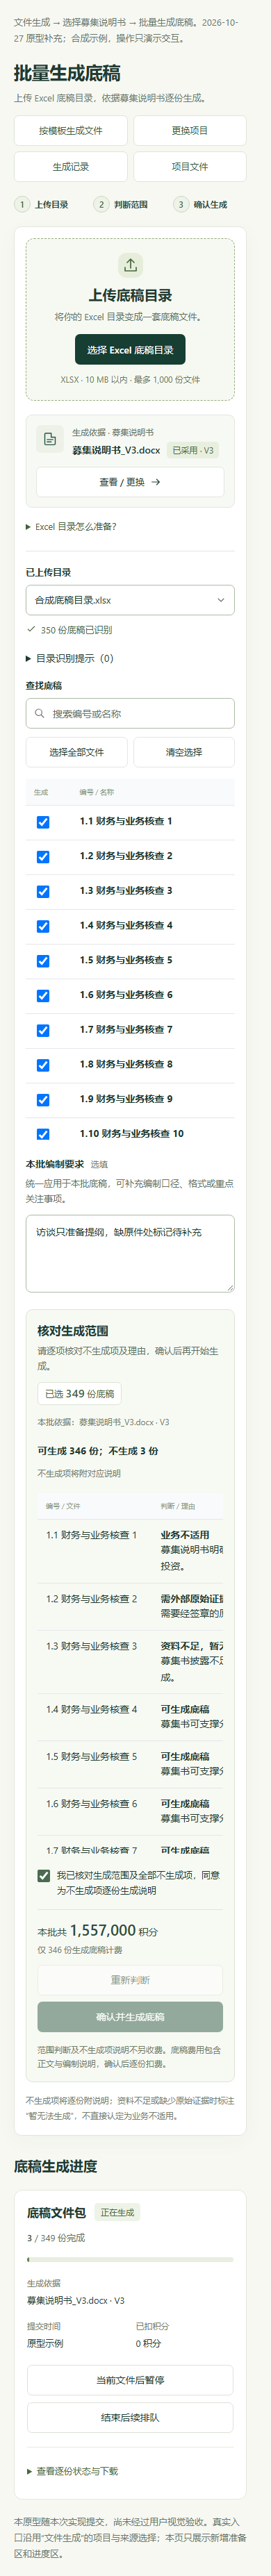 文件生成 → 选择募集说明书 → 批量生成底稿。2026-10-
27 原型补充；合成示例，操作只演示交互。
批量生成底稿
上传 Excel 底稿目录，依据募集说明书逐份生成。
按模板生成文件
更换项目
生成记录
项目文件
1 上传目录
2 判断范围
3 确认生成
上传底稿目录
将你的 Excel 目录变成一套底稿文件。
选择 Excel 底稿目录
XLSX · 10 MB 以内 · 最多 1,000 份文件
生成依据 · 募集说明书
募集说明书_V3.docx 已采用 · V3
查看 / 更换 →
Excel 目录怎么准备？
已上传目录
合成底稿目录.xlsx
350 份底稿已识别
目录识别提示（0）
查找底稿
搜索编号或名称
选择全部文件
清空选择
生成 编号 / 名称
1.1 财务与业务核查 1
1.2 财务与业务核查 2
1.3 财务与业务核查 3
1.4 财务与业务核查 4
1.5 财务与业务核查 5
1.6 财务与业务核查 6
1.7 财务与业务核查 7
1.8 财务与业务核查 8
1.9 财务与业务核查 9
1.10 财务与业务核查 10
本批编制要求 选填
统一应用于本批底稿，可补充编制口径、格式或重点
关注事项。
访谈只准备提纲，缺原件处标记待补充
核对生成范围
请逐项核对不生成项及理由，确认后再开始生
成。
已选 349 份底稿
本批依据：募集说明书_V3.docx · V3
可生成 346 份；不生成 3 份
不生成项将附对应说明
编号 / 文件 判断 / 理由
1.1 财务与业务核查 1 业务不适用
募集说明书明
投资。
1.2 财务与业务核查 2 需外部原始证
需要经签章的
1.3 财务与业务核查 3 资料不足，暂
募集书披露不
成。
1.4 财务与业务核查 4 可生成底稿
募集书可支撑
1.5 财务与业务核查 5 可生成底稿
募集书可支撑
1.6 财务与业务核查 6 可生成底稿
募集书可支撑
1.7 财务与业务核查 7 可生成底稿
我已核对生成范围及全部不生成项，同意
为不生成项逐份生成说明
本批共 1,557,000 积分
仅 346 份生成底稿计费
重新判断
确认并生成底稿
范围判断及不生成项说明不另收费。底稿费用包含
正文与编制说明，确认后逐份扣费。
不生成项将逐份附说明；资料不足或缺少原始证据时标注
“暂无法生成”，不直接认定为业务不适用。
底稿生成进度
底稿文件包 正在生成
3 / 349 份完成
生成依据
募集说明书_V3.docx · V3
提交时间 已扣积分
原型示例 0 积分
当前文件后暂停
结束后续排队
查看逐份状态与下载
本原型随本次实现提交，尚未经过用户视觉验收。真实入
口沿用“文件生成”的项目与来源选择；本页只展示新增准备
区和进度区。